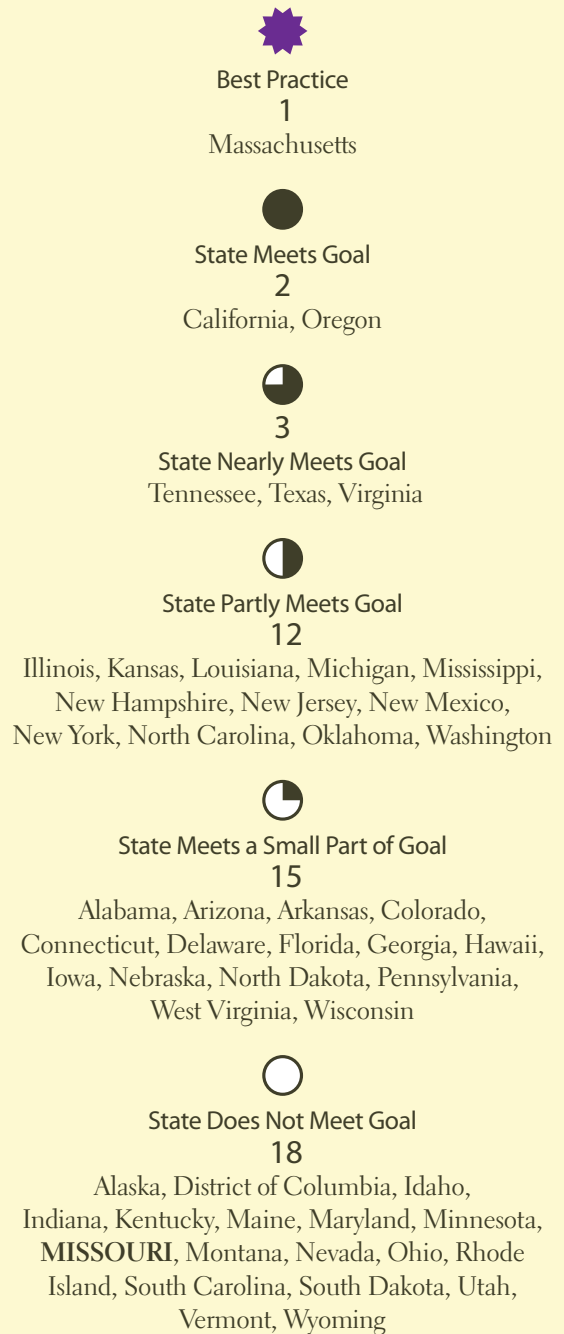 Best Practice
1
Massachusetts
State Meets Goal
2
California, Oregon
3
State Nearly Meets Goal
Tennessee, Texas, Virginia
State Partly Meets Goal
12
Illinois, Kansas, Louisiana, Michigan, Mississippi,
New Hampshire, New Jersey, New Mexico,
New York, North Carolina, Oklahoma, Washington
State Meets a Small Part of Goal
15
Alabama, Arizona, Arkansas, Colorado,
Connecticut, Delaware, Florida, Georgia, Hawaii,
Iowa, Nebraska, North Dakota, Pennsylvania,
West Virginia, Wisconsin
State Does Not Meet Goal
18
Alaska, District of Columbia, Idaho,
Indiana, Kentucky, Maine, Maryland, Minnesota,
MISSOURI, Montana, Nevada, Ohio, Rhode
Island, South Carolina, South Dakota, Utah,
Vermont, Wyoming